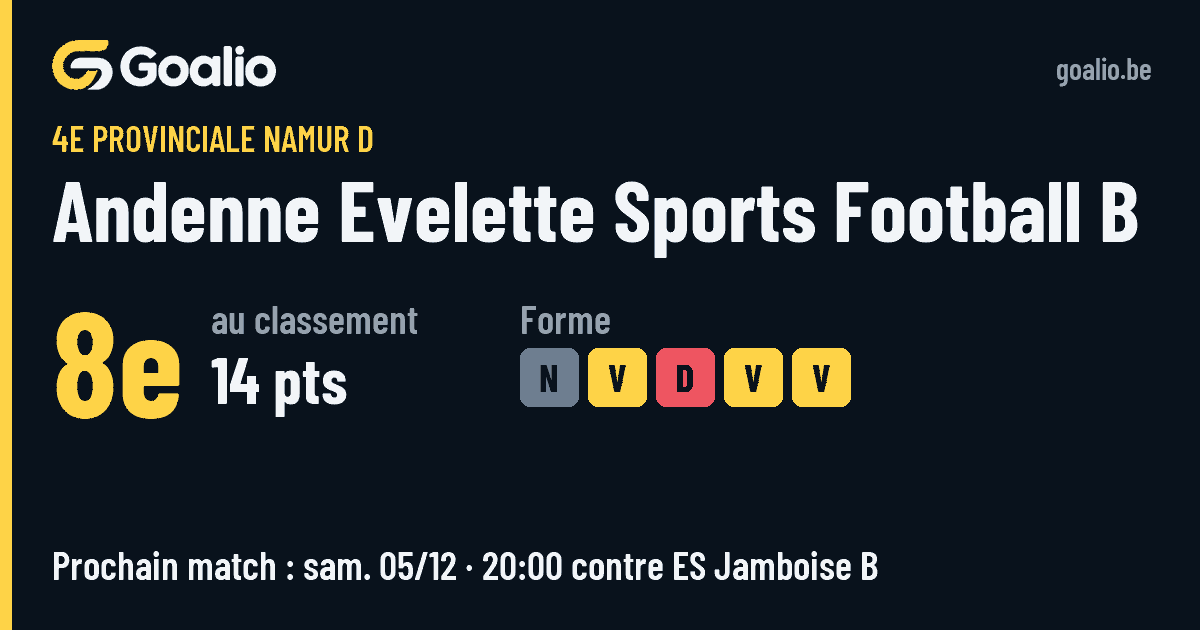 Goalio
goalio.be
4E PROVINCIALE NAMUR D
Andenne Evelette Sports Football B
8e
au classement
14 pts
Forme
N V D V V
Prochain match : sam. 05/12 · 20:00 contre ES Jamboise B